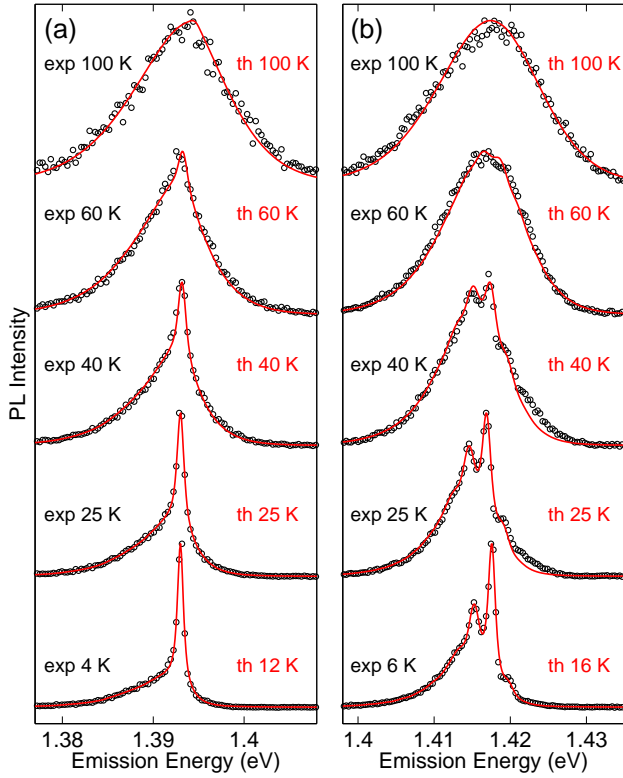 (a)
exp 100 K
th 100 K
exp 60 K
th 60 K
exp 40 K
th 40 K
exp 25 K
th 25 K
exp 4 K
th 12 K
1.38
1.39
1.4
Emission Energy (eV)
PL Intensity
(b)
exp 100 K
th 100 K
exp 60 K
th 60 K
exp 40 K
th 40 K
exp 25 K
th 25 K
exp 6 K
th 16 K
1.4
1.41
1.42
1.43
Emission Energy (eV)